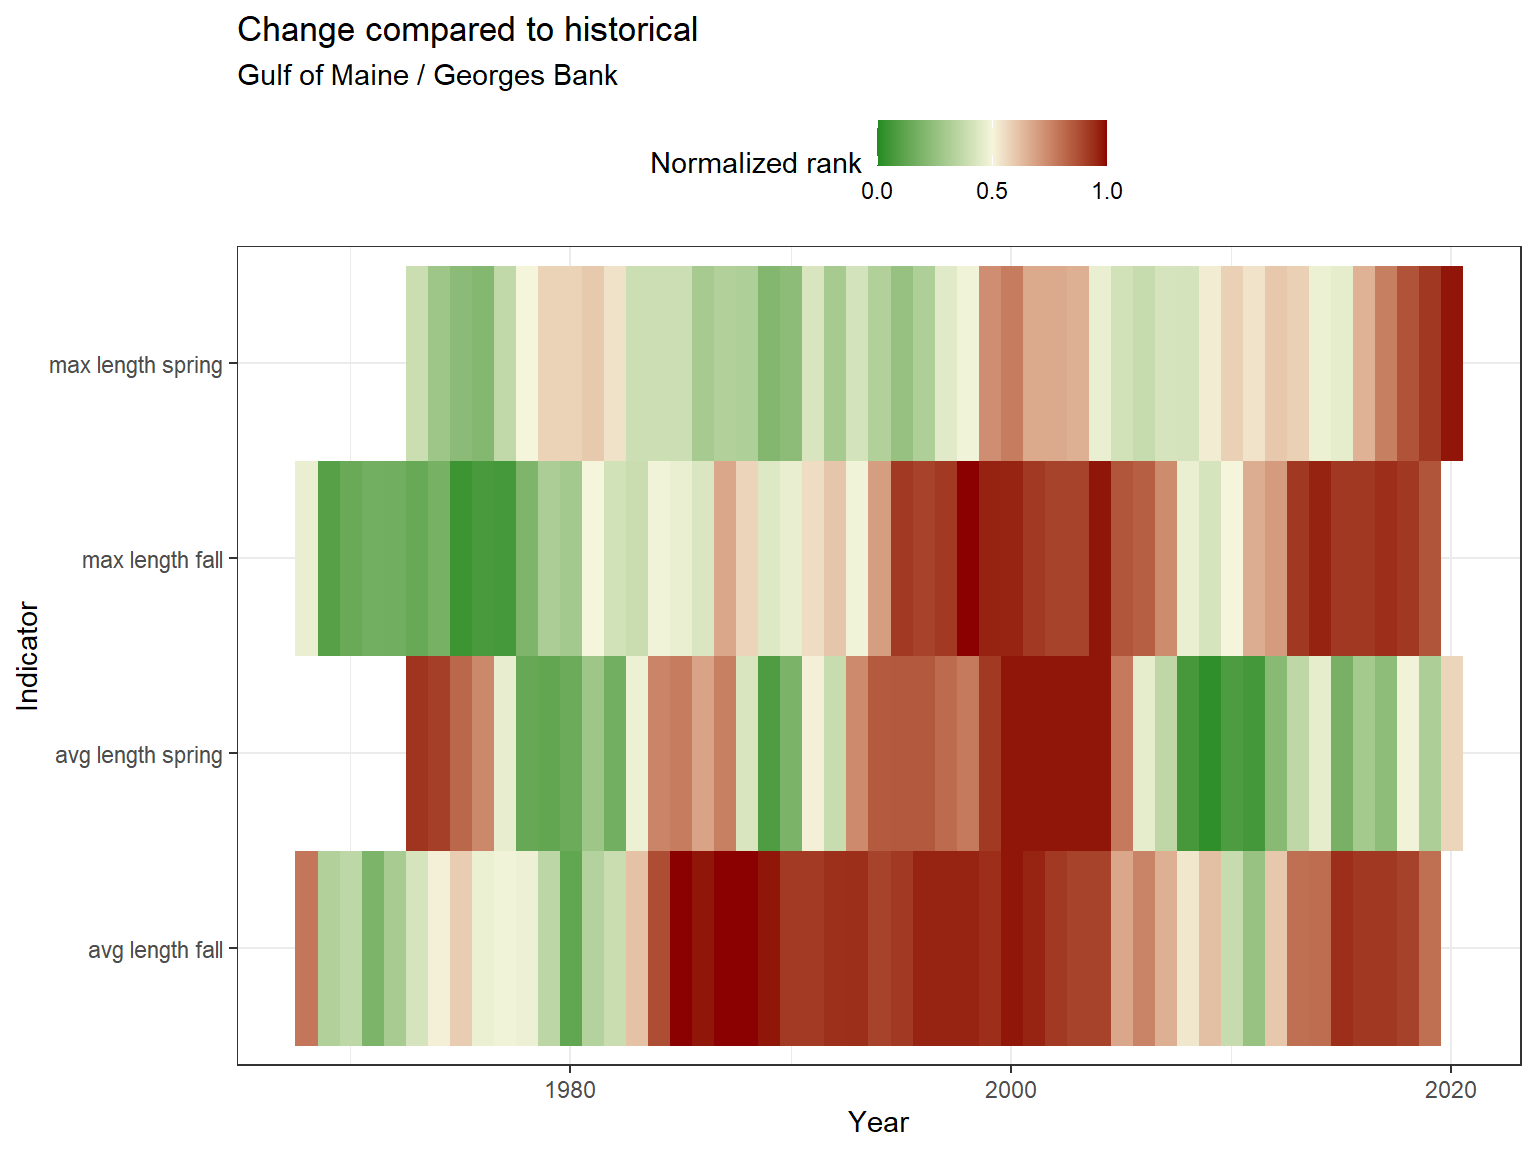 Change compared to historical
Gulf of Maine / Georges Bank
Normalized rank
0.0 0.5 1.0
max length spring
max length fall
avg length spring
avg length fall
Indicator
1980 2000 2020
Year